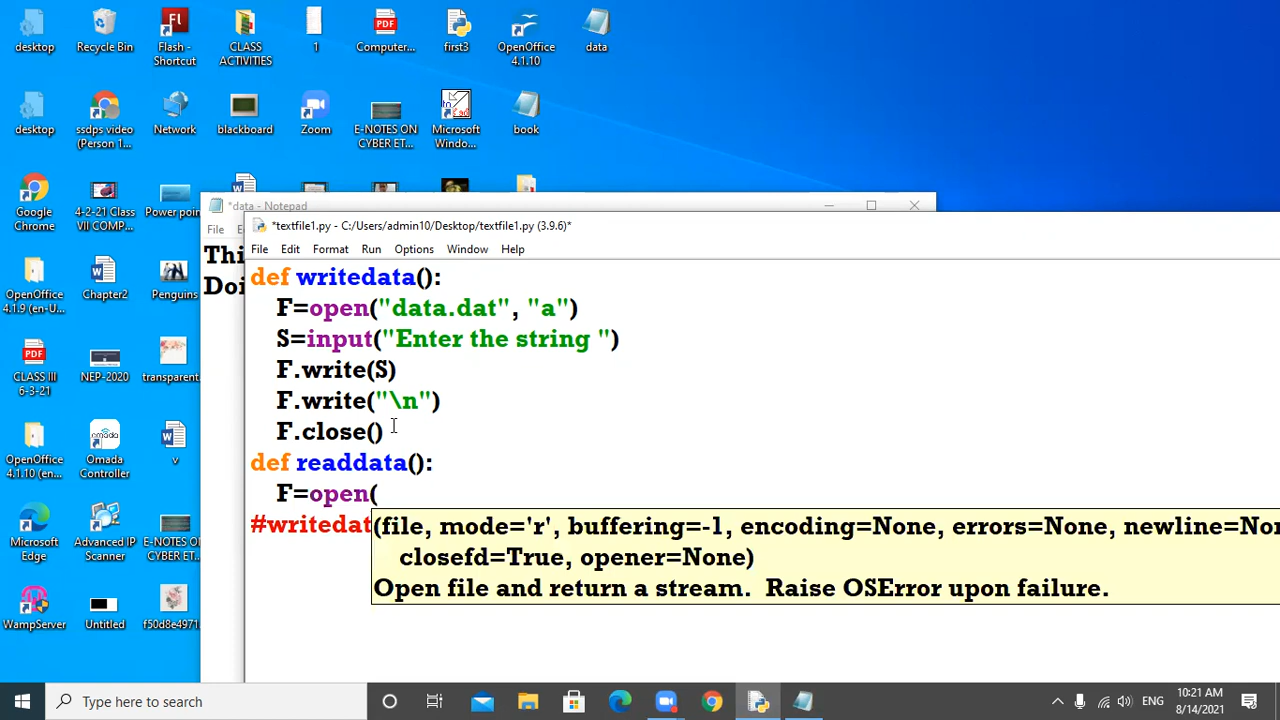 desktop
Recycle Bin
Flash - Shortcut
CLASS ACTIVITIES
1
Computer...
first3
OpenOffice 4.1.10
data
desktop
ssdps video (Person 1...
Network
blackboard
Zoom
E-NOTES ON CYBER ET...
Microsoft Windo...
book
Google Chrome
4-2-21 Class VII COMP...
Power poin
OpenOffice 4.1.9 (en-U...
Chapter2
Penguins
CLASS III 6-3-21
NEP-2020
transparent
OpenOffice 4.1.10 (en...
Omada Controller
v
Microsoft Edge
Advanced IP Scanner
E-NOTES ON CYBER ET...
WampServer
Untitled
f50d8e4971
*data - Notepad
File
Thi
Doi
*textfile1.py - C:/Users/admin10/Desktop/textfile1.py (3.9.6)*
File Edit Format Run Options Window Help
def writedata():
F=open("data.dat", "a")
S=input("Enter the string ")
F.write(S)
F.write("\n")
F.close()
def readdata():
F=open(
#writedat
(file, mode='r', buffering=-1, encoding=None, errors=None, newline=Non
closefd=True, opener=None)
Open file and return a stream. Raise OSError upon failure.
Type here to search
ENG
10:21 AM
8/14/2021